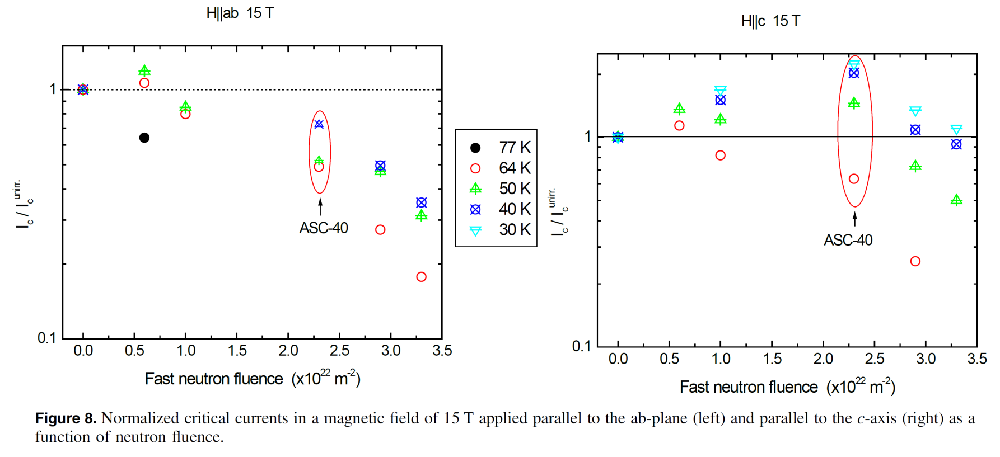 H||ab 15 T
1
0.1
I_c / I_c^unirr.
0.0 0.5 1.0 1.5 2.0 2.5 3.0 3.5
Fast neutron fluence (x10^22 m^-2)
ASC-40
77 K
64 K
50 K
40 K
30 K
H||c 15 T
1
0.1
I_c / I_c^unirr.
0.0 0.5 1.0 1.5 2.0 2.5 3.0 3.5
Fast neutron fluence (x10^22 m^-2)
ASC-40
Figure 8. Normalized critical currents in a magnetic field of 15 T applied parallel to the ab-plane (left) and parallel to the c-axis (right) as a
function of neutron fluence.